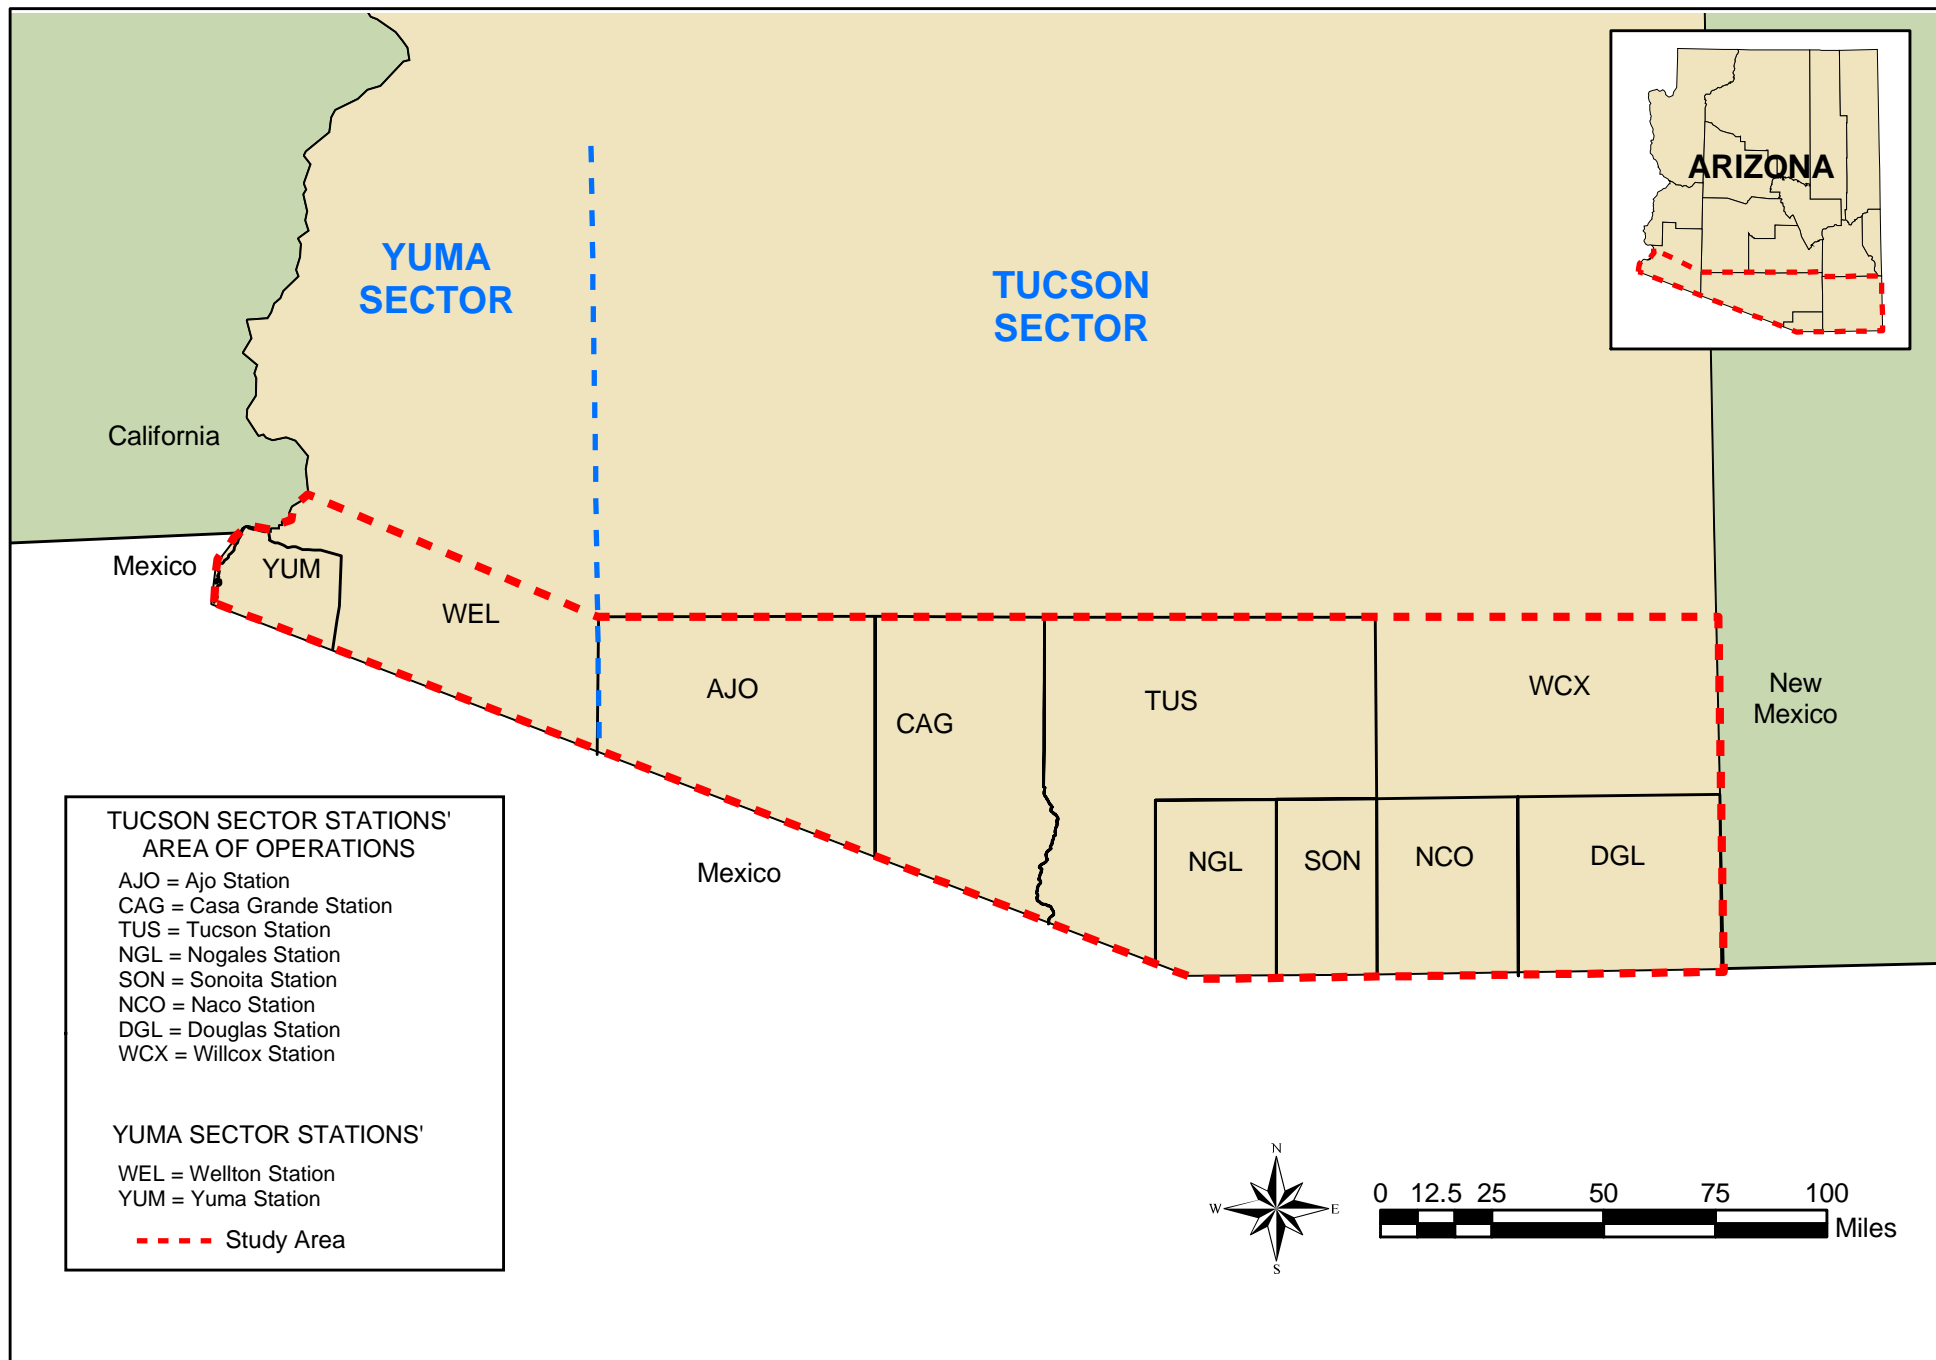 ARIZONA
YUMA
SECTOR
TUCSON
SECTOR
California
Mexico
YUM
WEL
AJO
CAG
TUS
WCX
New
Mexico
NGL
SON
NCO
DGL
Mexico
TUCSON SECTOR STATIONS'
AREA OF OPERATIONS
AJO = Ajo Station
CAG = Casa Grande Station
TUS = Tucson Station
NGL = Nogales Station
SON = Sonoita Station
NCO = Naco Station
DGL = Douglas Station
WCX = Willcox Station
YUMA SECTOR STATIONS'
WEL = Wellton Station
YUM = Yuma Station
Study Area
N
W
E
S
0 12.5 25 50 75 100
Miles